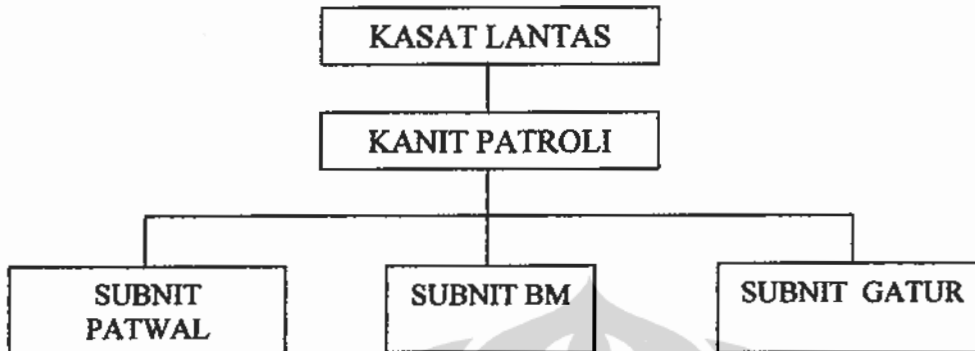 KASAT LANTAS
KANIT PATROLI
SUBNIT
PATWAL
SUBNIT BM
SUBNIT GATUR